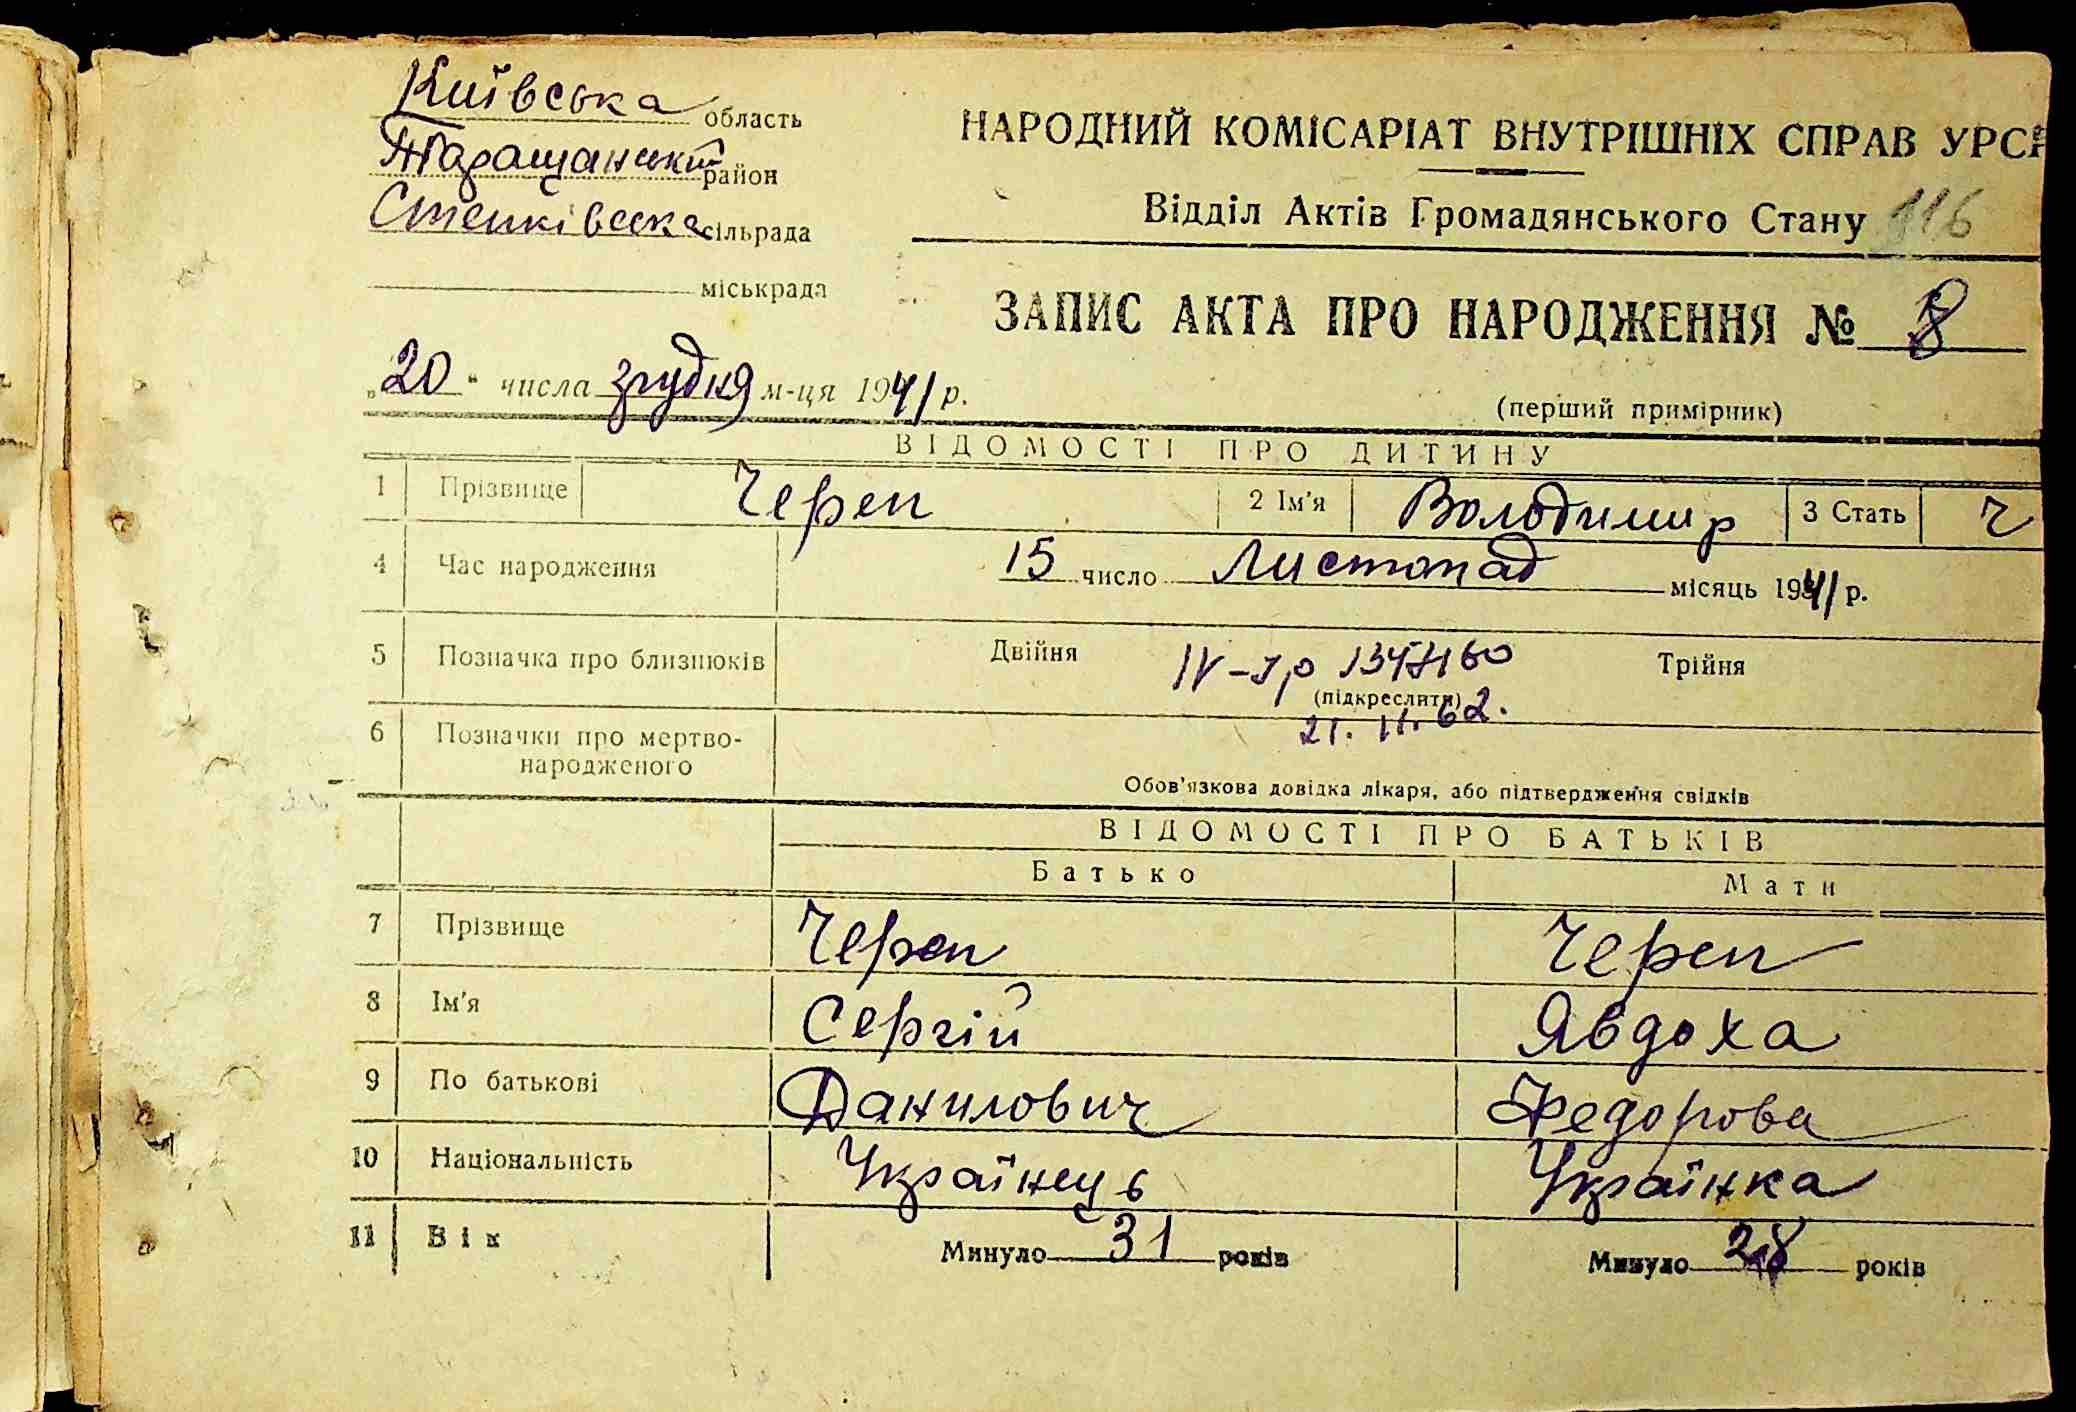 Київська область
Таращанський район
Степківська сільрада
міськрада
НАРОДНИЙ КОМІСАРІАТ ВНУТРІШНІХ СПРАВ УРСР
Відділ Актів Громадянського Стану 116
ЗАПИС АКТА ПРО НАРОДЖЕННЯ № 8
„20“ числа згрудня м-ця 1941 р.
(перший примірник)
ВІДОМОСТІ ПРО ДИТИНУ
1 Прізвище Череп 2 Ім'я Володимир 3 Стать ч
4 Час народження 15 число Листопад місяць 1941 р.
5 Позначка про близнюків Двійня Трійня
(підкреслити)
21. 11. 62.
6 Позначки про мертво-
народженого
Обов'язкова довідка лікаря, або підтвердження свідків
ВІДОМОСТІ ПРО БАТЬКІВ
Батько Мати
7 Прізвище Череп Череп
8 Ім'я Сергій Явдоха
9 По батькові Данилович Федорова
10 Національність Українець Українка
11 Вік Минуло 31 років Минуло 28 років